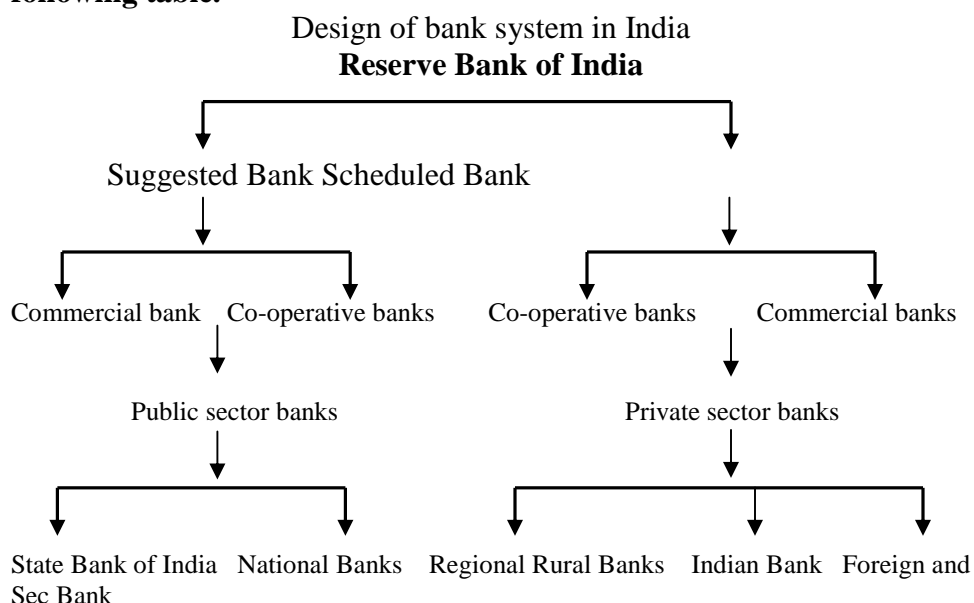 following table.
Design of bank system in India
Reserve Bank of India
Suggested Bank Scheduled Bank
Commercial bank Co-operative banks Co-operative banks Commercial banks
Public sector banks Private sector banks
State Bank of India National Banks Regional Rural Banks Indian Bank Foreign and
Sec Bank